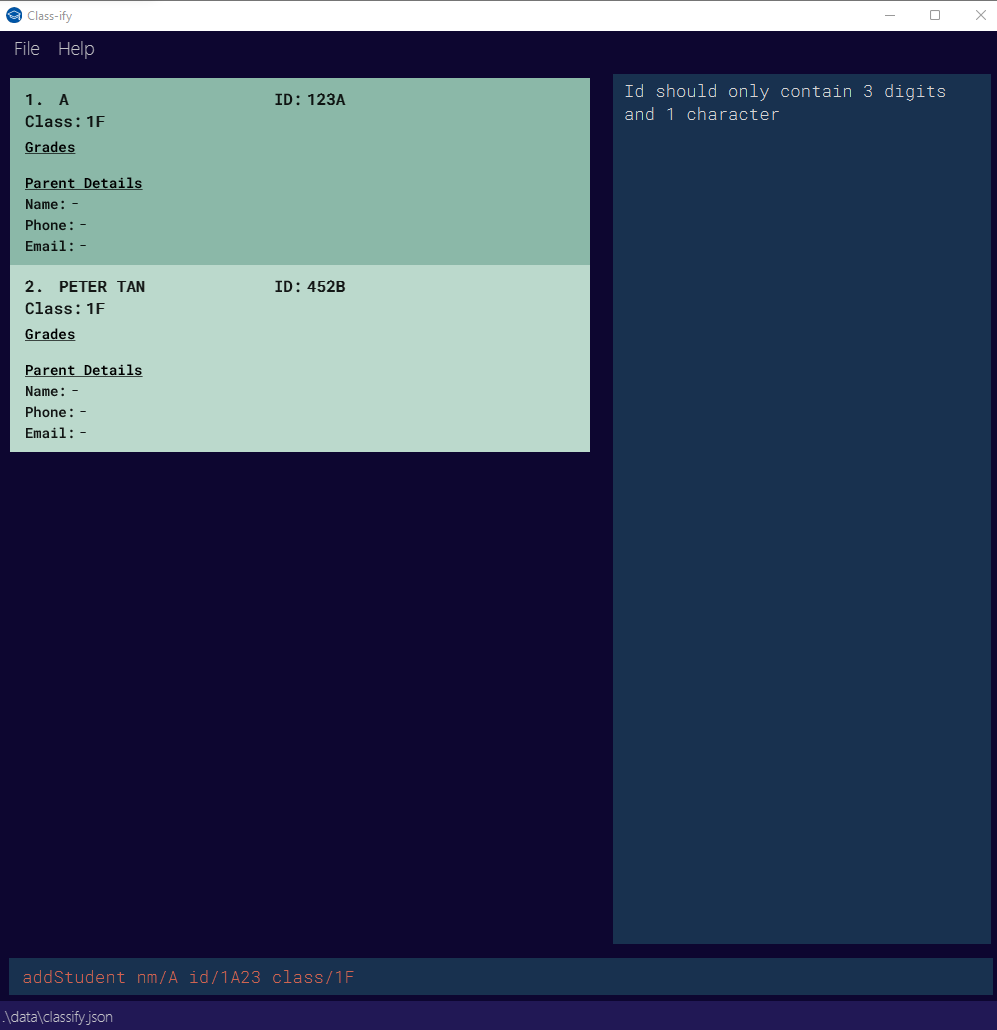 Class-ify
File Help
1. A ID: 123A
Class: 1F
Grades
Parent Details
Name: -
Phone: -
Email: -
2. PETER TAN ID: 452B
Class: 1F
Grades
Parent Details
Name: -
Phone: -
Email: -
Id should only contain 3 digits
and 1 character
addStudent nm/A id/1A23 class/1F
.\data\classify.json